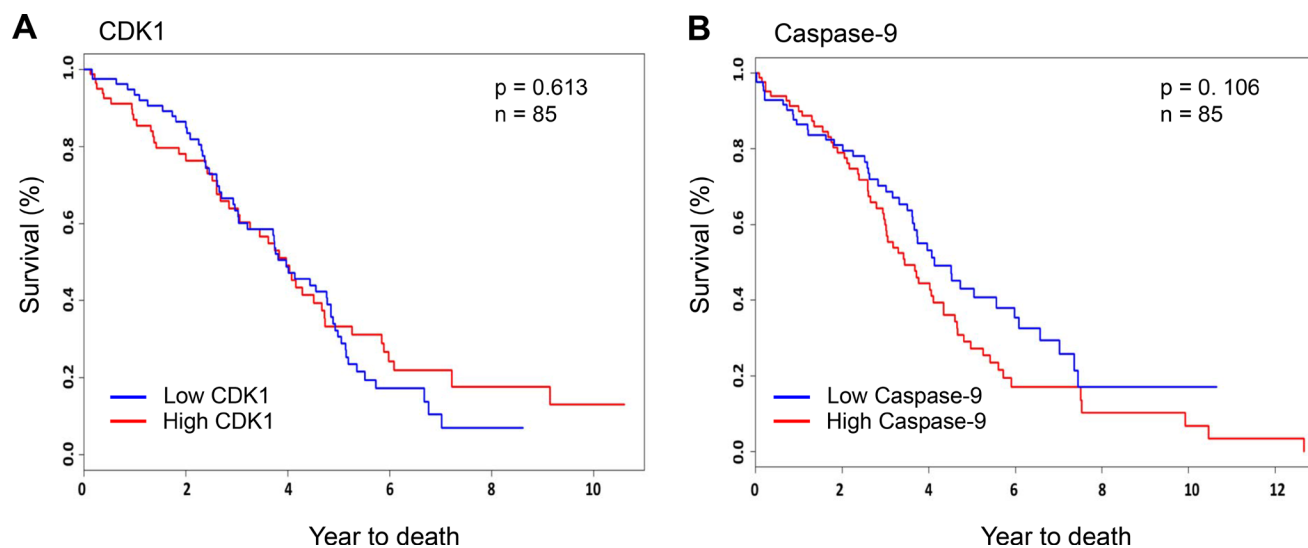 A CDK1
p = 0.613
n = 85
Survival (%)
1.0
0.8
0.6
0.4
0.2
0.0
Low CDK1
High CDK1
0 2 4 6 8 10
Year to death
B Caspase-9
p = 0. 106
n = 85
Survival (%)
1.0
0.8
0.6
0.4
0.2
0.0
Low Caspase-9
High Caspase-9
0 2 4 6 8 10 12
Year to death